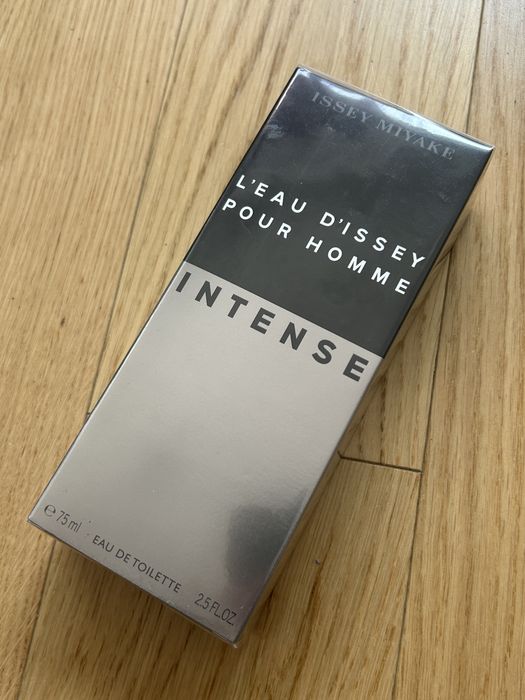 ISSEY MIYAKE
L'EAU D'ISSEY
POUR HOMME
INTENSE
℮ 75 ml . EAU DE TOILETTE 2.5 FL.OZ.